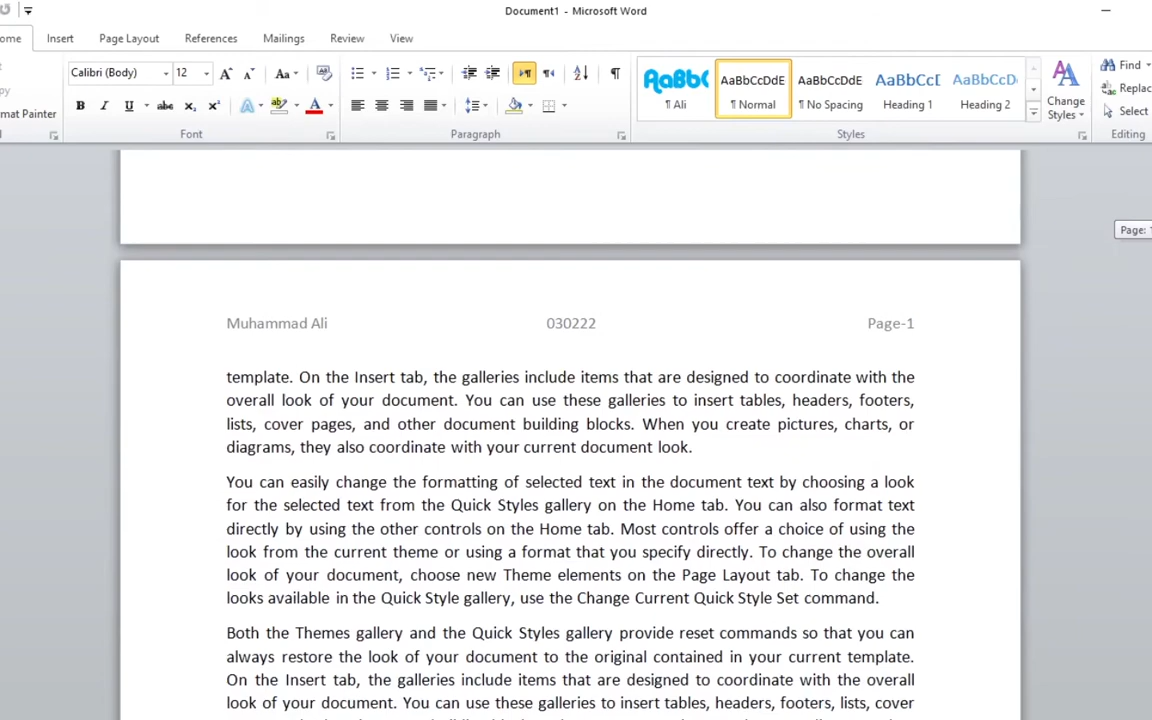 Document1 - Microsoft Word
ome Insert Page Layout References Mailings Review View
Calibri (Body) 12 Aa
AaBbC AaBbCcDdE AaBbCcDdE AaBbCcD AaBbCcD
¶ Ali ¶ Normal ¶ No Spacing Heading 1 Heading 2
Change
Styles
Find
Replac
Select
py
mat Painter
B I U abc x₂ x² A ab A
Font Paragraph Styles Editing
Page: 1
Muhammad Ali 030222 Page-1
template. On the Insert tab, the galleries include items that are designed to coordinate with the
overall look of your document. You can use these galleries to insert tables, headers, footers,
lists, cover pages, and other document building blocks. When you create pictures, charts, or
diagrams, they also coordinate with your current document look.
You can easily change the formatting of selected text in the document text by choosing a look
for the selected text from the Quick Styles gallery on the Home tab. You can also format text
directly by using the other controls on the Home tab. Most controls offer a choice of using the
look from the current theme or using a format that you specify directly. To change the overall
look of your document, choose new Theme elements on the Page Layout tab. To change the
looks available in the Quick Style gallery, use the Change Current Quick Style Set command.
Both the Themes gallery and the Quick Styles gallery provide reset commands so that you can
always restore the look of your document to the original contained in your current template.
On the Insert tab, the galleries include items that are designed to coordinate with the overall
look of your document. You can use these galleries to insert tables, headers, footers, lists, cover